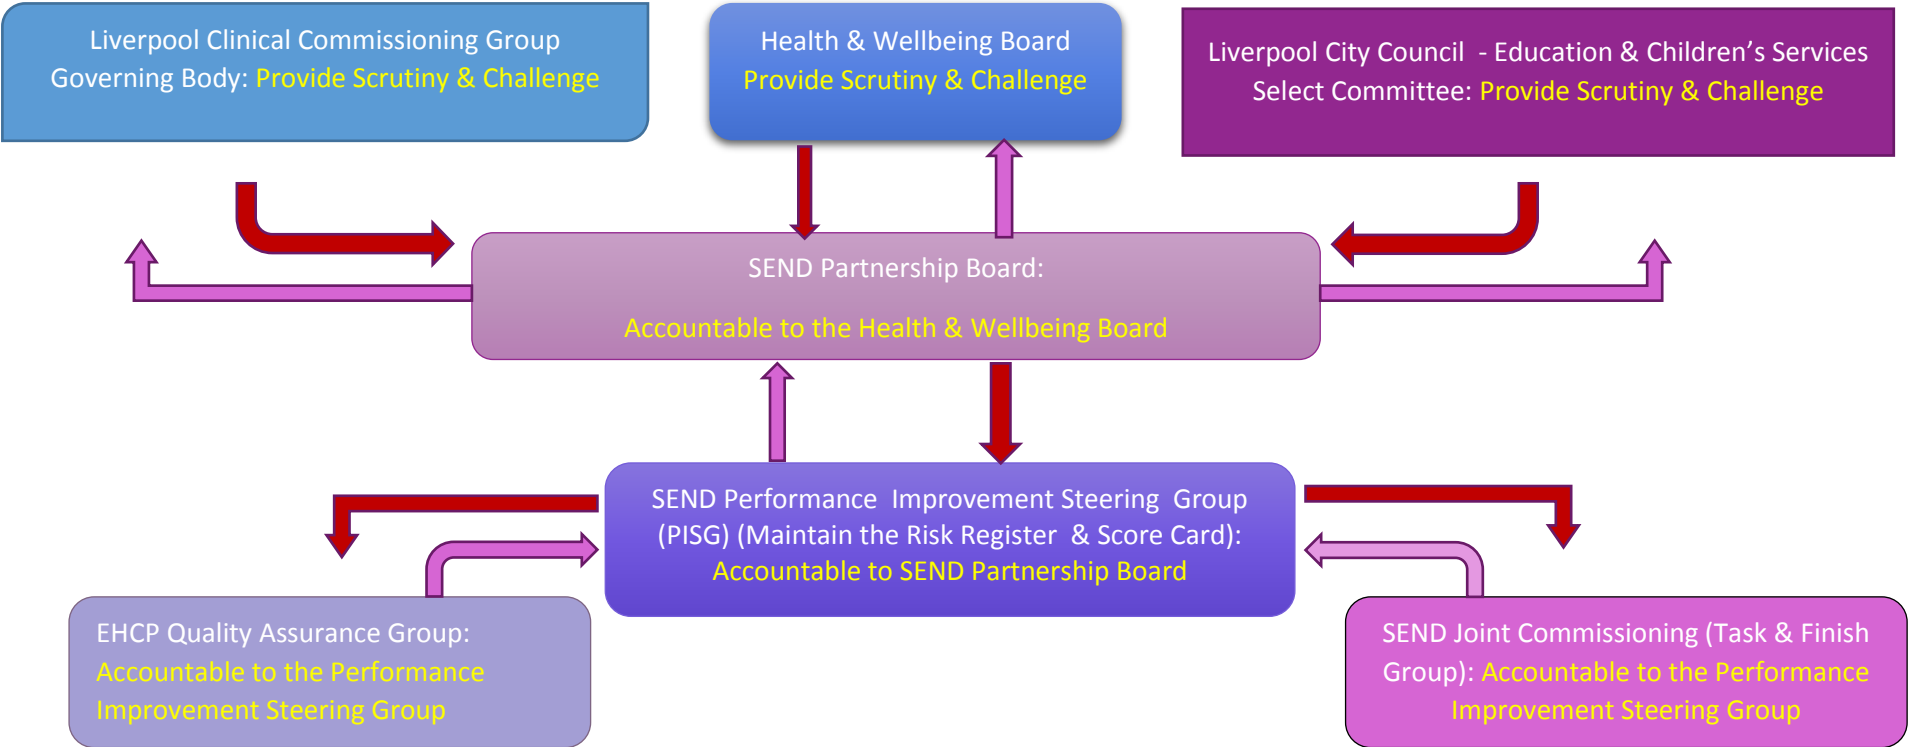 Liverpool Clinical Commissioning Group
Governing Body: Provide Scrutiny & Challenge
Health & Wellbeing Board
Provide Scrutiny & Challenge
Liverpool City Council  - Education & Children’s Services
Select Committee: Provide Scrutiny & Challenge
SEND Partnership Board:
Accountable to the Health & Wellbeing Board
SEND Performance  Improvement Steering  Group
(PISG) (Maintain the Risk Register  & Score Card):
Accountable to SEND Partnership Board
EHCP Quality Assurance Group:
Accountable to the Performance
Improvement Steering Group
SEND Joint Commissioning (Task & Finish
Group): Accountable to the Performance
Improvement Steering Group